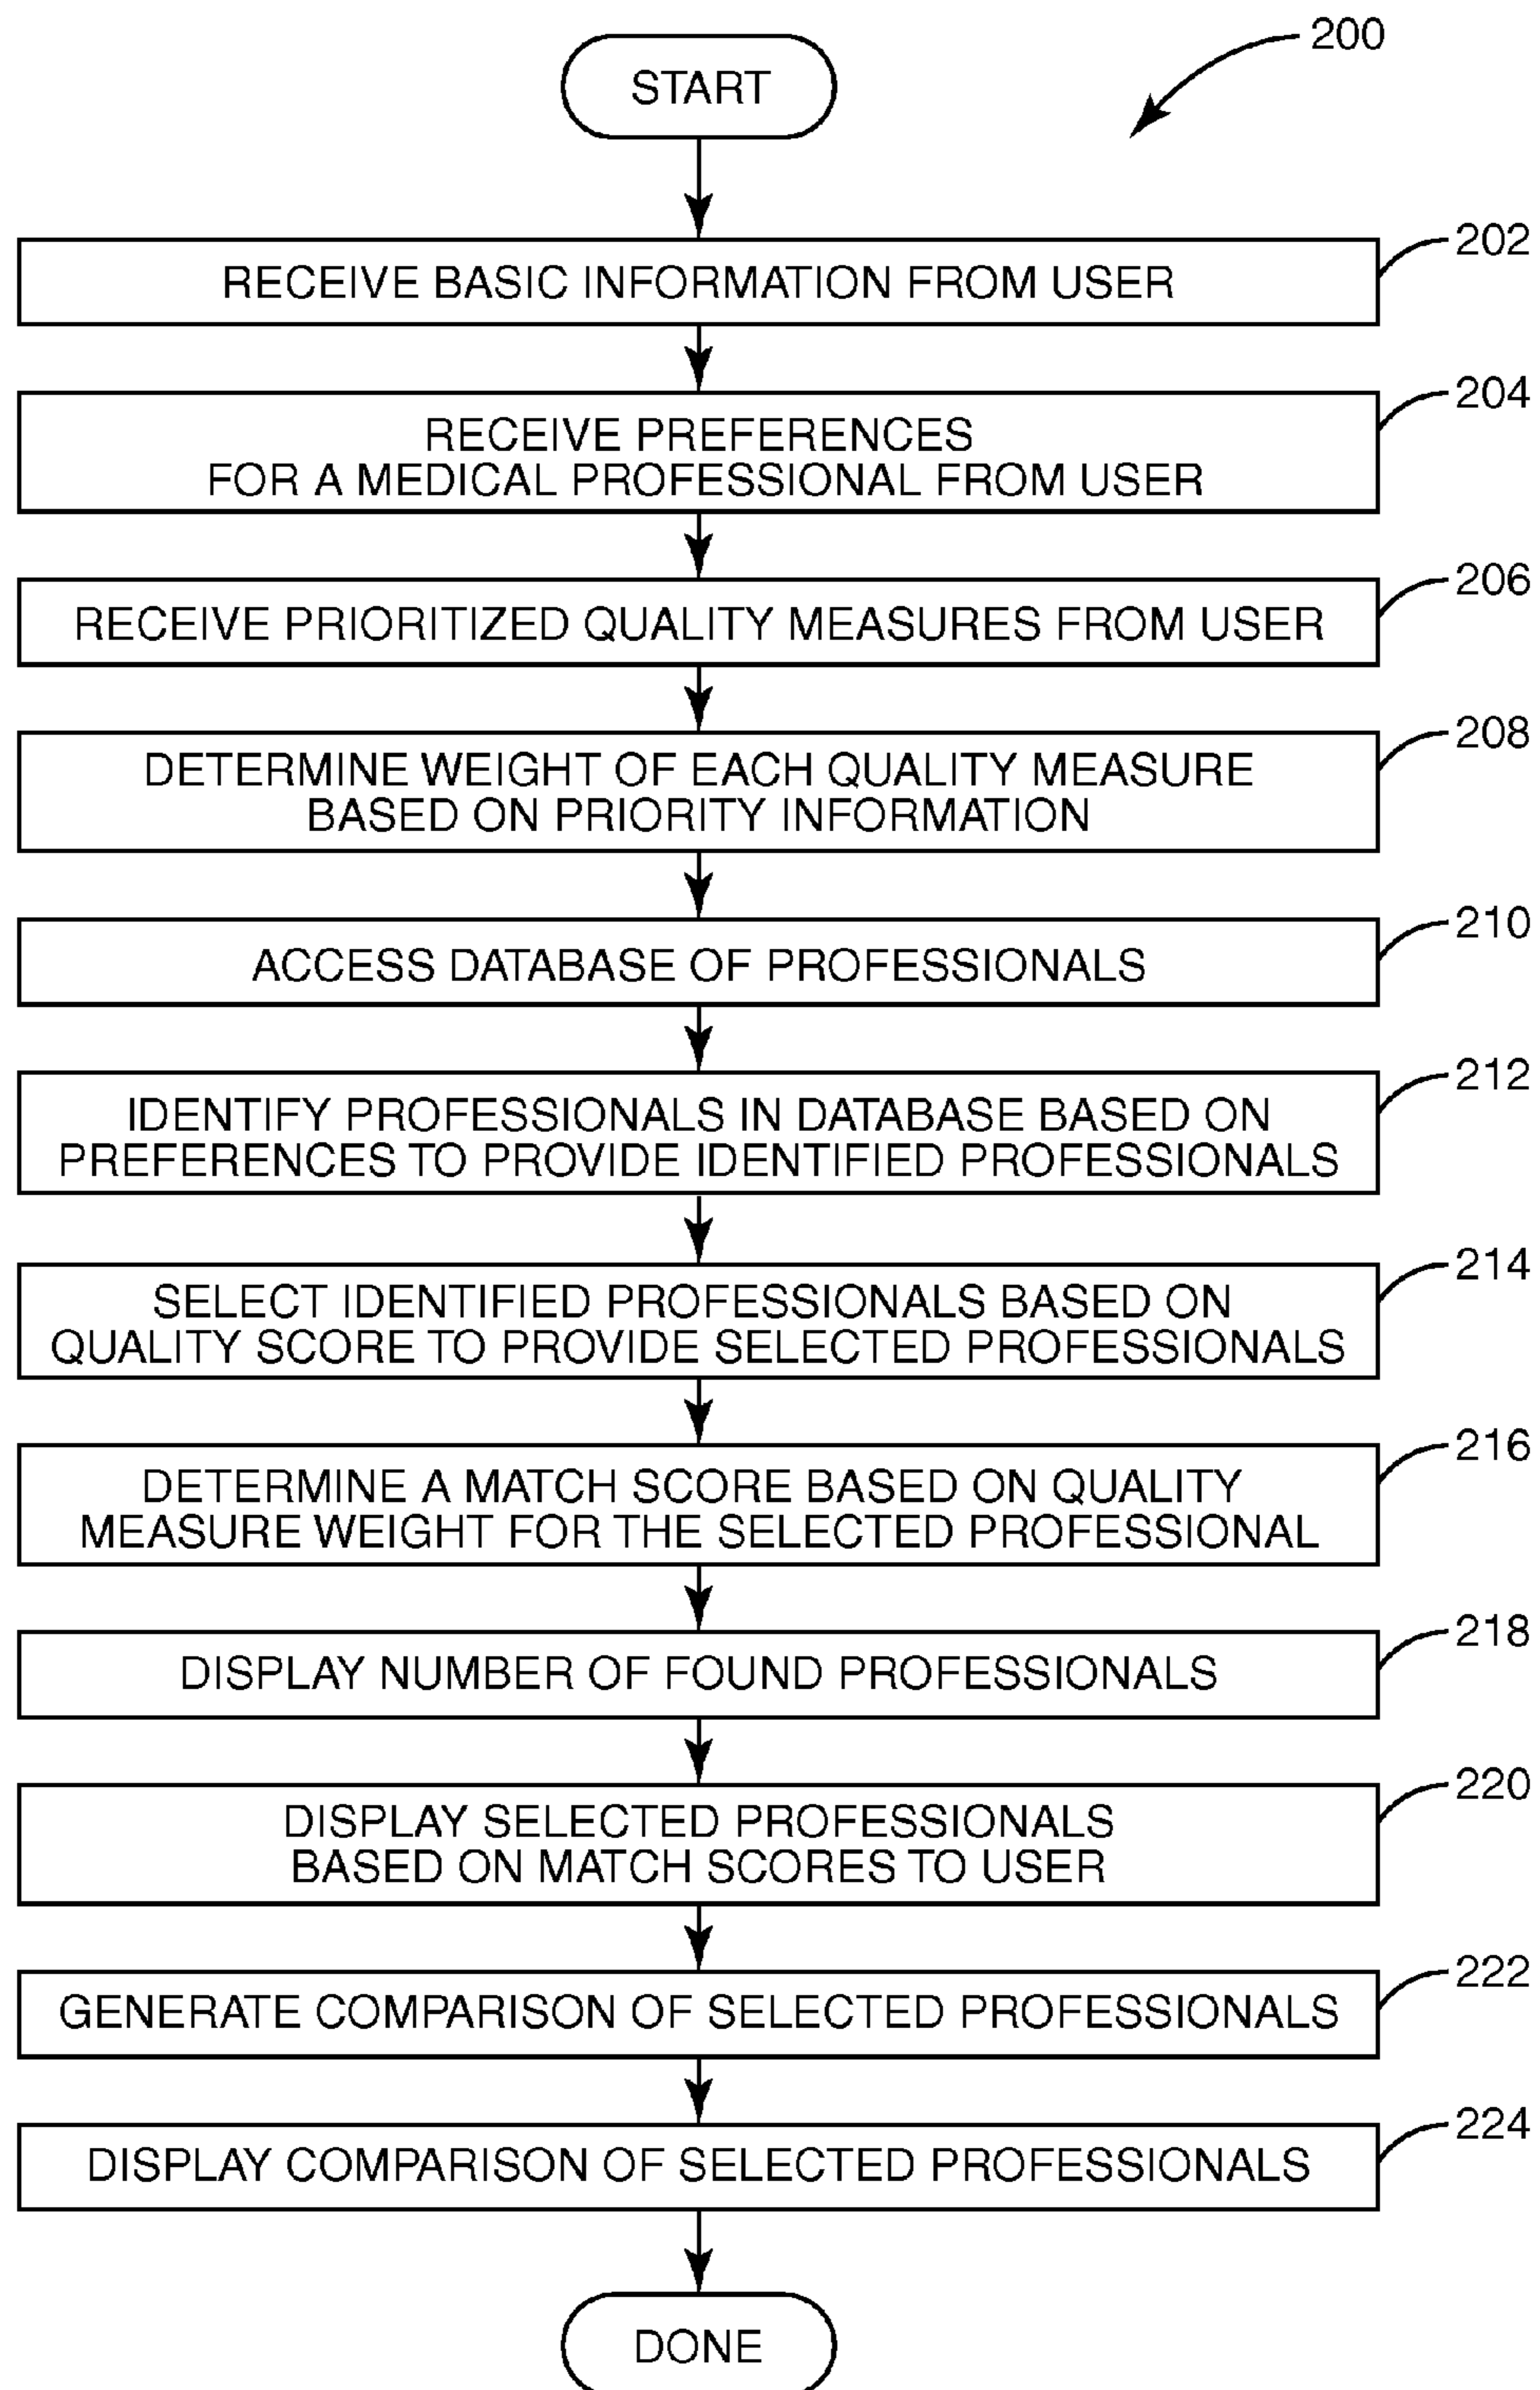 200
START
202
RECEIVE BASIC INFORMATION FROM USER
204
RECEIVE PREFERENCES
FOR A MEDICAL PROFESSIONAL FROM USER
206
RECEIVE PRIORITIZED QUALITY MEASURES FROM USER
208
DETERMINE WEIGHT OF EACH QUALITY MEASURE
BASED ON PRIORITY INFORMATION
210
ACCESS DATABASE OF PROFESSIONALS
212
IDENTIFY PROFESSIONALS IN DATABASE BASED ON
PREFERENCES TO PROVIDE IDENTIFIED PROFESSIONALS
214
SELECT IDENTIFIED PROFESSIONALS BASED ON
QUALITY SCORE TO PROVIDE SELECTED PROFESSIONALS
216
DETERMINE A MATCH SCORE BASED ON QUALITY
MEASURE WEIGHT FOR THE SELECTED PROFESSIONAL
218
DISPLAY NUMBER OF FOUND PROFESSIONALS
220
DISPLAY SELECTED PROFESSIONALS
BASED ON MATCH SCORES TO USER
222
GENERATE COMPARISON OF SELECTED PROFESSIONALS
224
DISPLAY COMPARISON OF SELECTED PROFESSIONALS
DONE